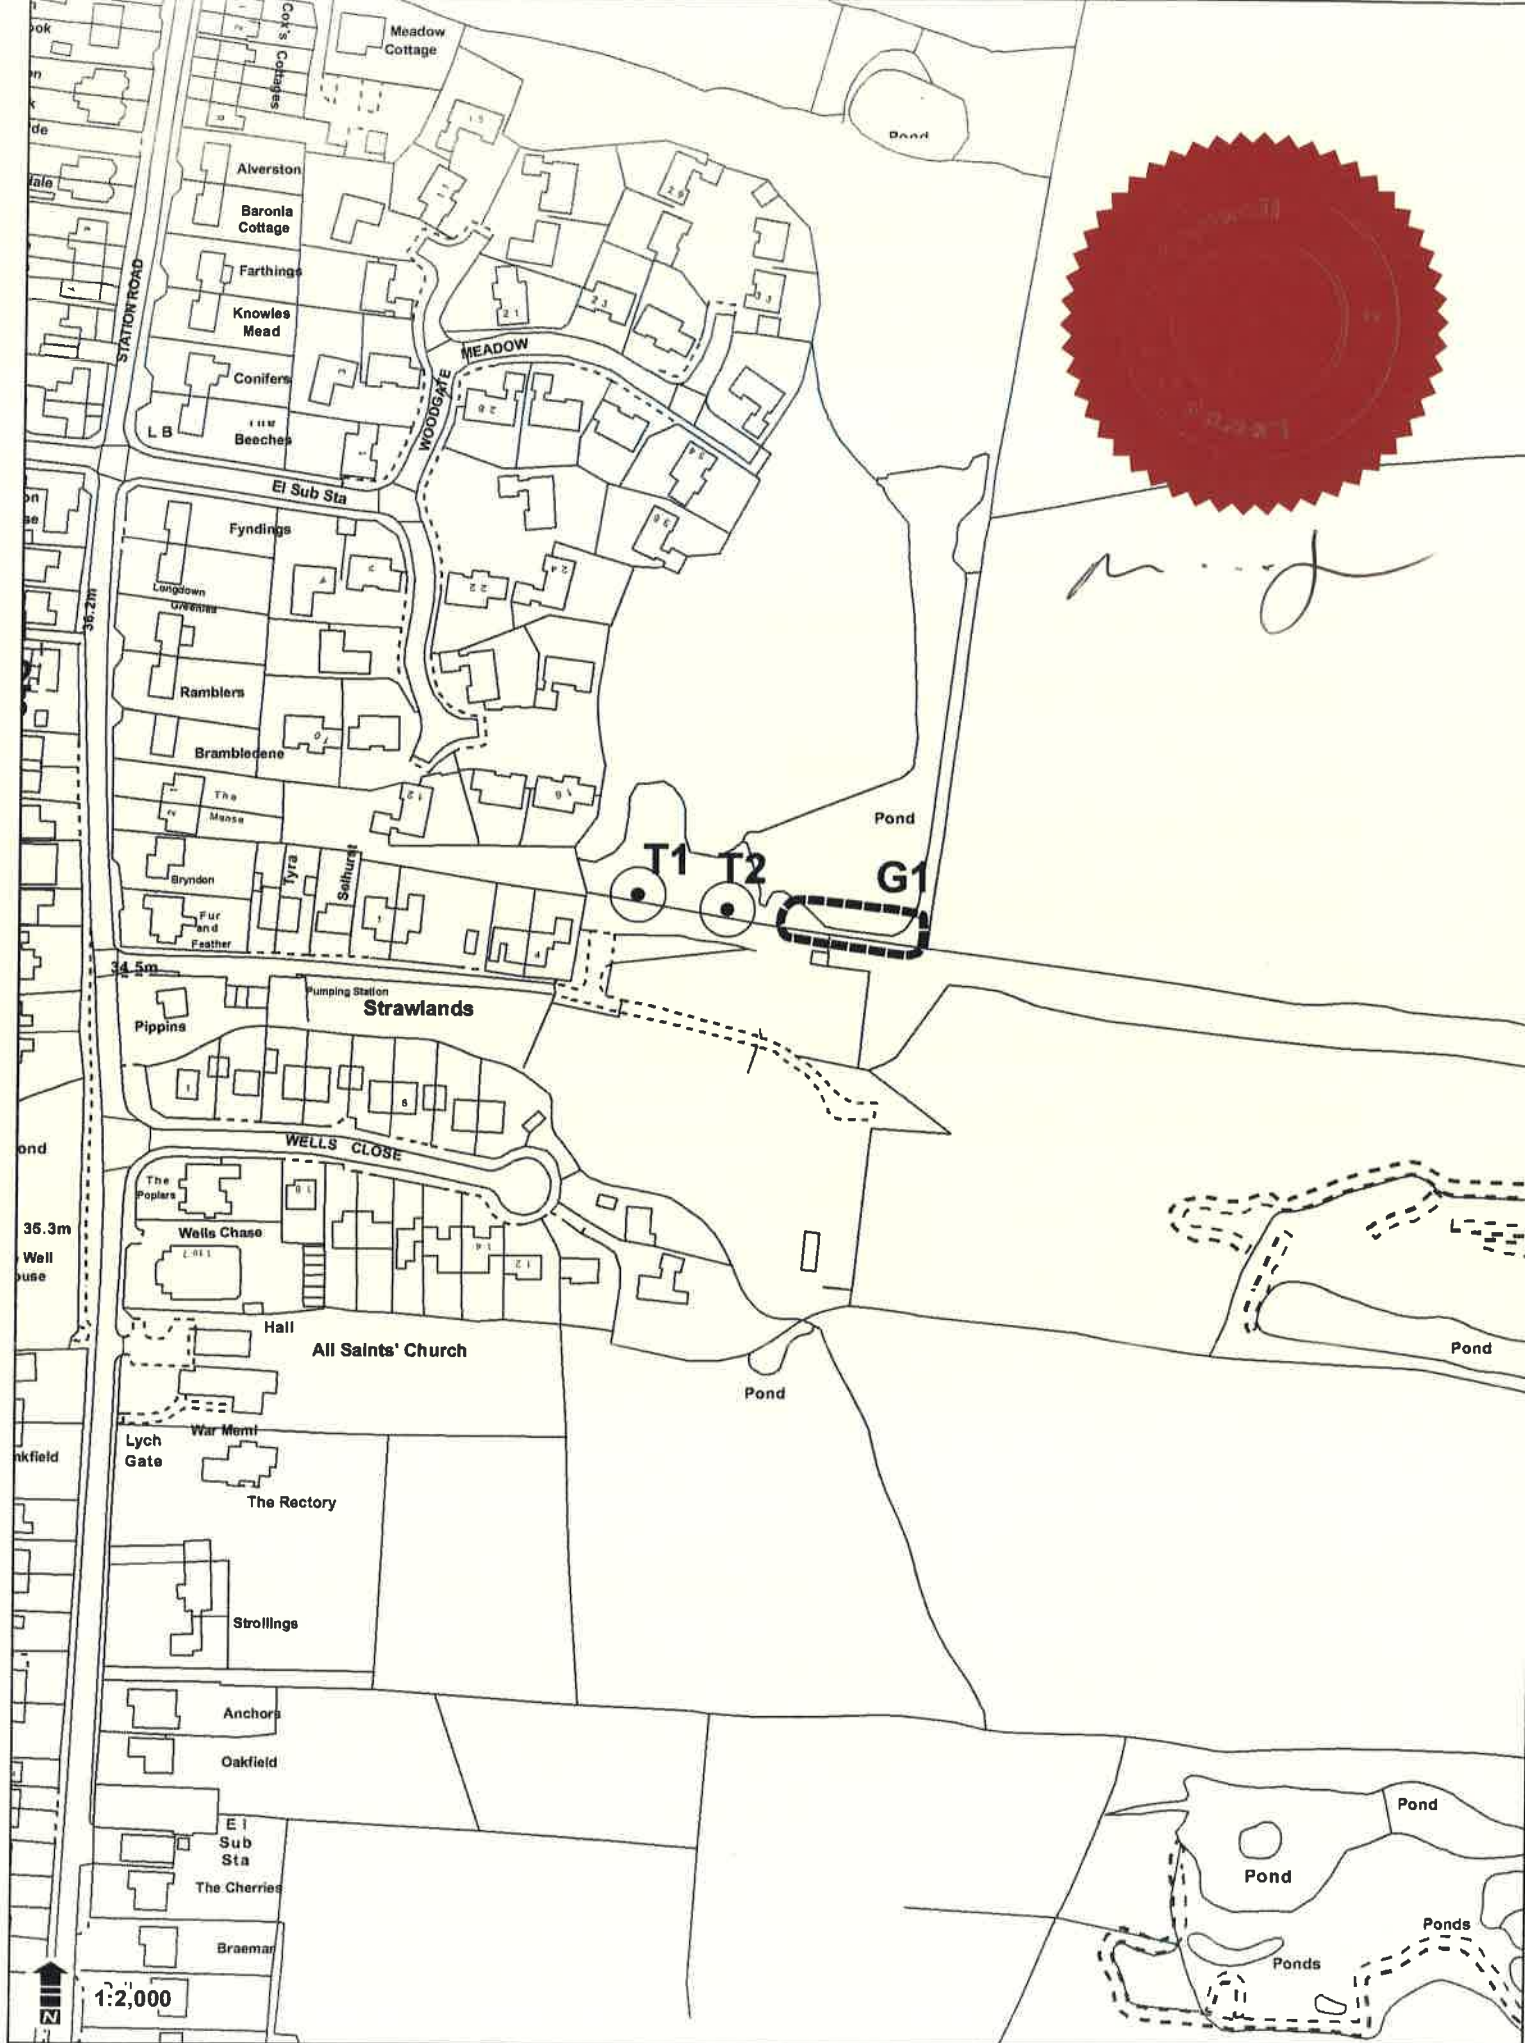 Cox's Cottages
Meadow
Cottage
Pond
Alverston
Baronia
Cottage
Farthings
Knowles
Mead
STATION ROAD
Conifers
MEADOW
WOODGATE
L B
Beeches
El Sub Sta
Fyndings
Longdown
Greenlea
36.2m
Ramblers
Brambledene
The
Manse
Bryndon
Tyra
Selhurst
Fur
and
Feather
T1
T2
Pond
G1
34.5m
Pumping Station
Strawlands
Pippins
WELLS CLOSE
The
Poplars
35.3m
Wells Chase
Well
Hall
All Saints' Church
Pond
Pond
War Meml
Lych
Gate
The Rectory
Strollings
Anchors
Oakfield
El
Sub
Sta
The Cherries
Braemar
Pond
Pond
Ponds
Ponds
N
1:2,000